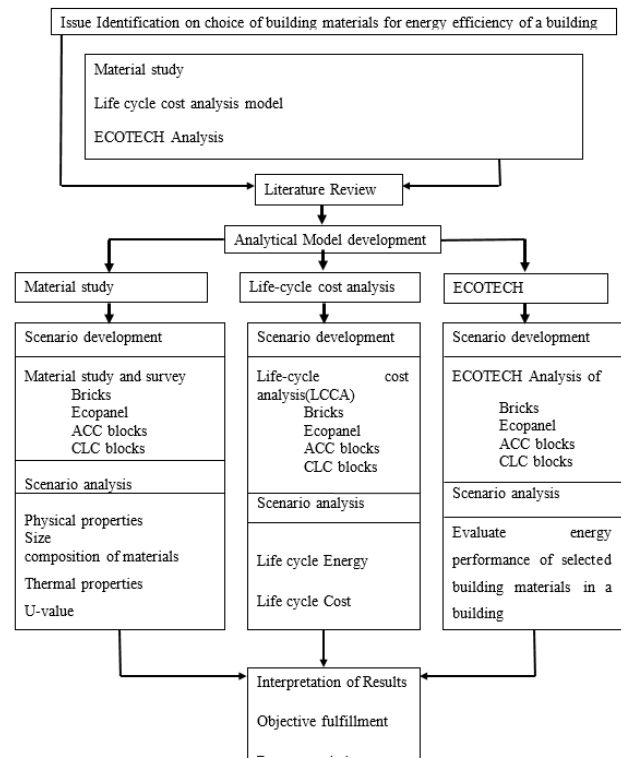 Issue Identification on choice of building materials for energy efficiency of a building
Material study
Life cycle cost analysis model
ECOTECH Analysis
Literature Review
Analytical Model development
Material study
Scenario development
Material study and survey
Bricks
Ecopanel
ACC blocks
CLC blocks
Scenario analysis
Physical properties
Size
composition of materials
Thermal properties
U-value
Life-cycle cost analysis
Scenario development
Life-cycle cost
analysis(LCCA)
Bricks
Ecopanel
ACC blocks
CLC blocks
Scenario analysis
Life cycle Energy
Life cycle Cost
ECOTECH
Scenario development
ECOTECH Analysis of
Bricks
Ecopanel
ACC blocks
CLC blocks
Scenario analysis
Evaluate energy
performance of selected
building materials in a
building
Interpretation of Results
Objective fulfillment